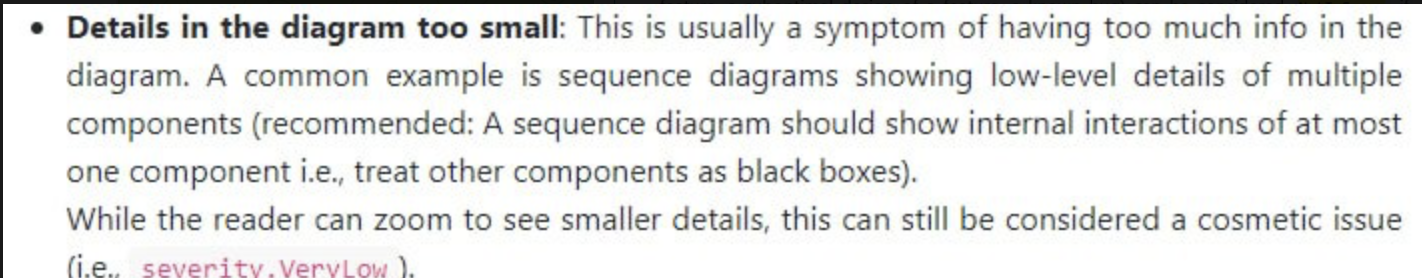 • Details in the diagram too small: This is usually a symptom of having too much info in the
diagram. A common example is sequence diagrams showing low-level details of multiple
components (recommended: A sequence diagram should show internal interactions of at most
one component i.e., treat other components as black boxes).
While the reader can zoom to see smaller details, this can still be considered a cosmetic issue
(i.e., severity.VeryLow ).